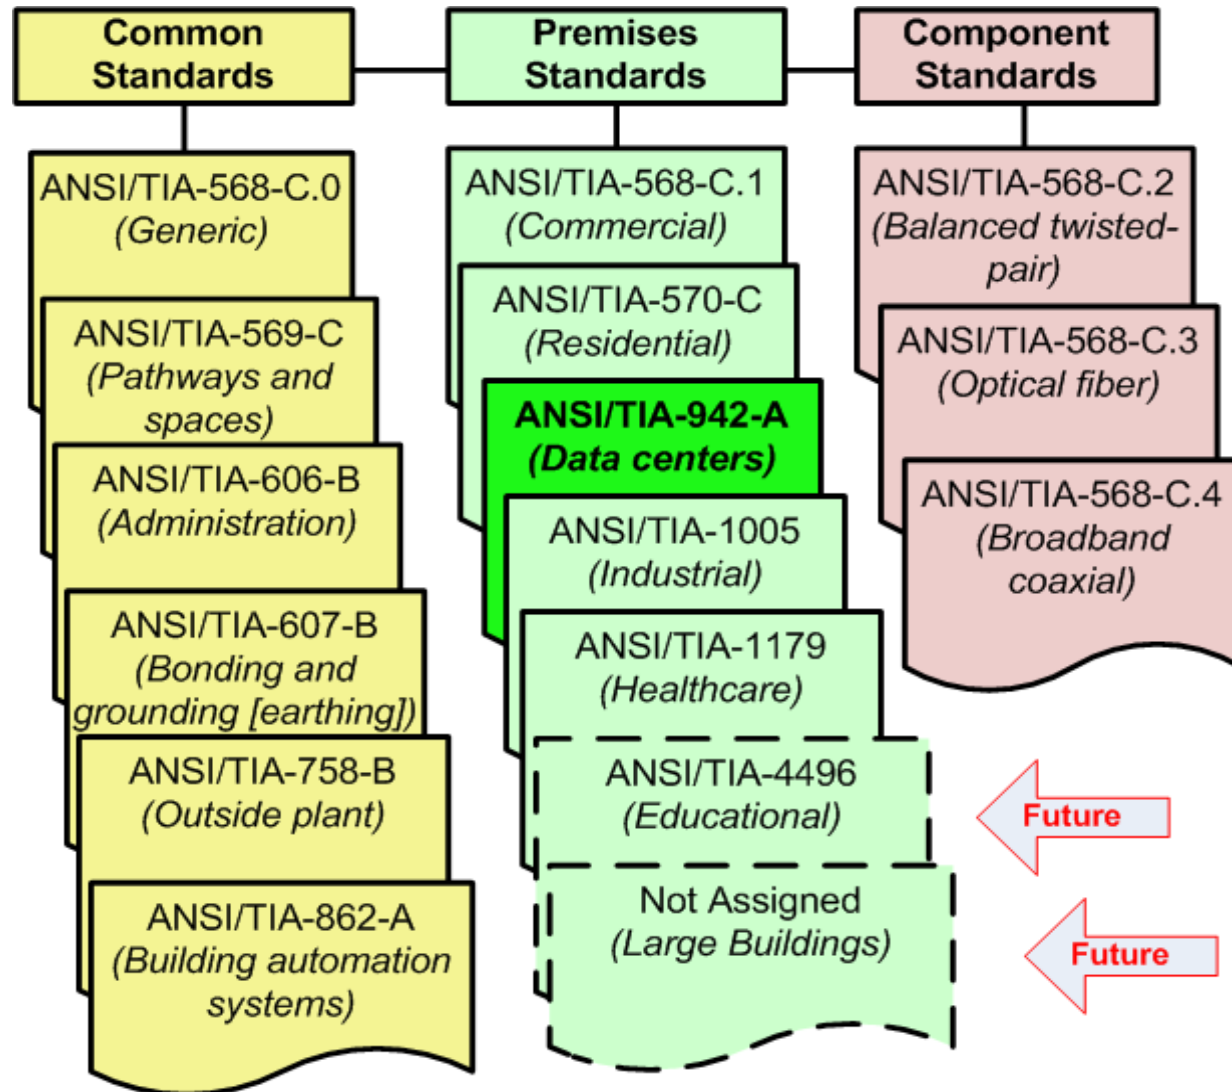 Common
Standards
Premises
Standards
Component
Standards
ANSI/TIA-568-C.0
(Generic)
ANSI/TIA-569-C
(Pathways and
spaces)
ANSI/TIA-606-B
(Administration)
ANSI/TIA-607-B
(Bonding and
grounding [earthing])
ANSI/TIA-758-B
(Outside plant)
ANSI/TIA-862-A
(Building automation
systems)
ANSI/TIA-568-C.1
(Commercial)
ANSI/TIA-570-C
(Residential)
ANSI/TIA-942-A
(Data centers)
ANSI/TIA-1005
(Industrial)
ANSI/TIA-1179
(Healthcare)
ANSI/TIA-4496
(Educational)
Future
Not Assigned
(Large Buildings)
Future
ANSI/TIA-568-C.2
(Balanced twisted-
pair)
ANSI/TIA-568-C.3
(Optical fiber)
ANSI/TIA-568-C.4
(Broadband
coaxial)